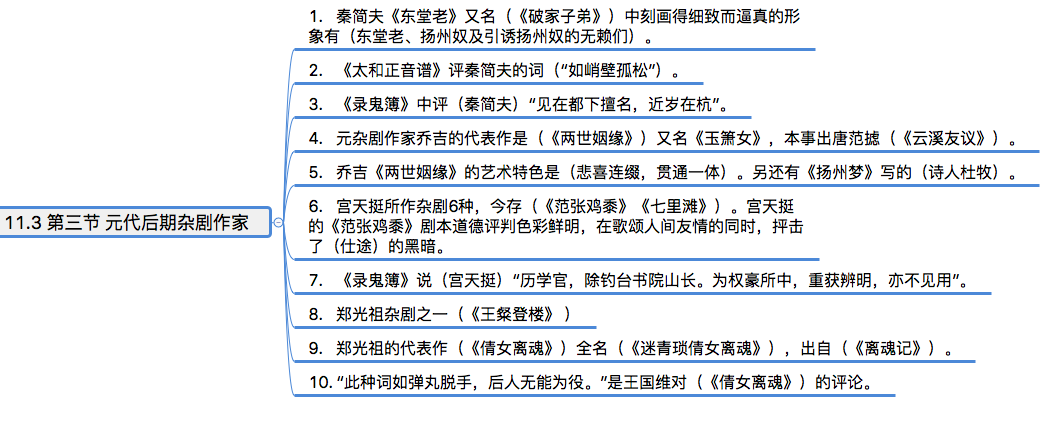 11.3 第三节 元代后期杂剧作家
1. 秦简夫《东堂老》又名（《破家子弟》）中刻画得细致而逼真的形
象有（东堂老、扬州奴及引诱扬州奴的无赖们）。
2. 《太和正音谱》评秦简夫的词（“如峭壁孤松”）。
3. 《录鬼簿》中评（秦简夫）“见在都下擅名，近岁在杭”。
4. 元杂剧作家乔吉的代表作是（《两世姻缘》）又名《玉箫女》，本事出唐范摅（《云溪友议》）。
5. 乔吉《两世姻缘》的艺术特色是（悲喜连缀，贯通一体）。另还有《扬州梦》写的（诗人杜牧）。
6. 宫天挺所作杂剧6种，今存（《范张鸡黍》《七里滩》）。宫天挺
的《范张鸡黍》剧本道德评判色彩鲜明，在歌颂人间友情的同时，抨击
了（仕途）的黑暗。
7. 《录鬼簿》说（宫天挺）“历学官，除钓台书院山长。为权豪所中，重获辨明，亦不见用”。
8. 郑光祖杂剧之一（《王粲登楼》 ）
9. 郑光祖的代表作（《倩女离魂》）全名（《迷青琐倩女离魂》），出自（《离魂记》）。
10. “此种词如弹丸脱手，后人无能为役。”是王国维对（《倩女离魂》）的评论。